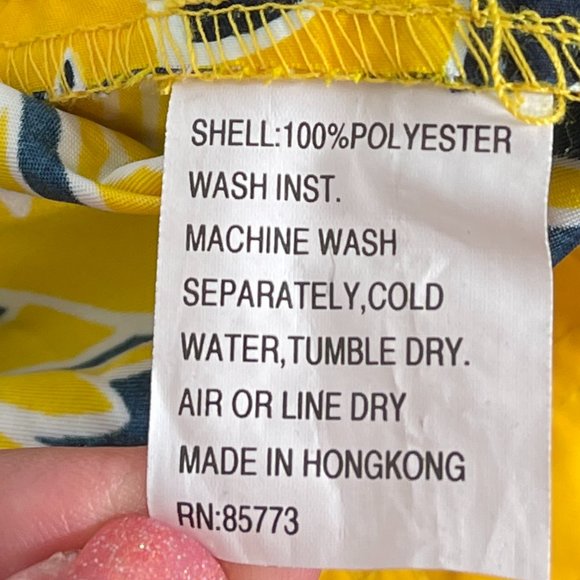 SHELL:100%POLYESTER
WASH INST.
MACHINE WASH
SEPARATELY,COLD
WATER,TUMBLE DRY.
AIR OR LINE DRY
MADE IN HONGKONG
RN:85773